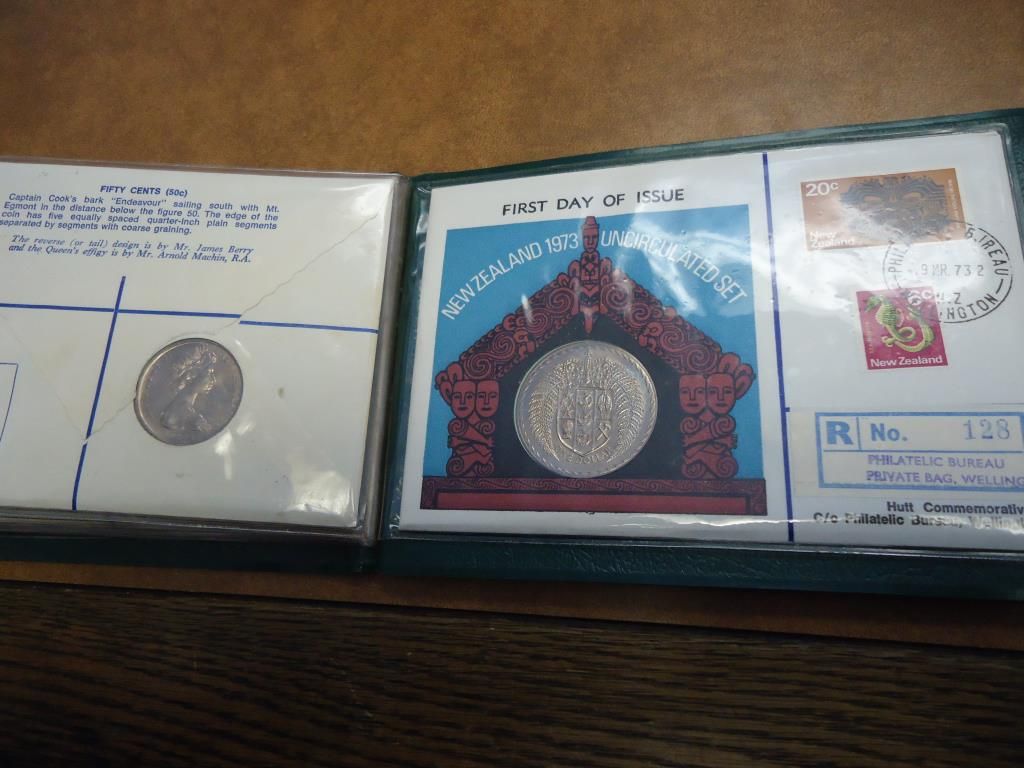 FIFTY CENTS (50c)
Captain Cook's bark "Endeavour" sailing south with Mt.
Egmont in the distance below the figure 50. The edge of the
coin has five equally spaced quarter-inch plain segments
separated by segments with coarse graining.
The reverse (or tail) design is by Mr. James Berry
and the Queen's effigy is by Mr. Arnold Machin, R.A.
FIRST DAY OF ISSUE
NEW ZEALAND 1973 UNCIRCULATED SET
20c
New
Zealand
9 MR. 73 2
N.Z
New Zealand
R No. 128
PHILATELIC BUREAU
PRIVATE BAG, WELLING
Hutt Commemorativ
C/o Philatelic Bureau,